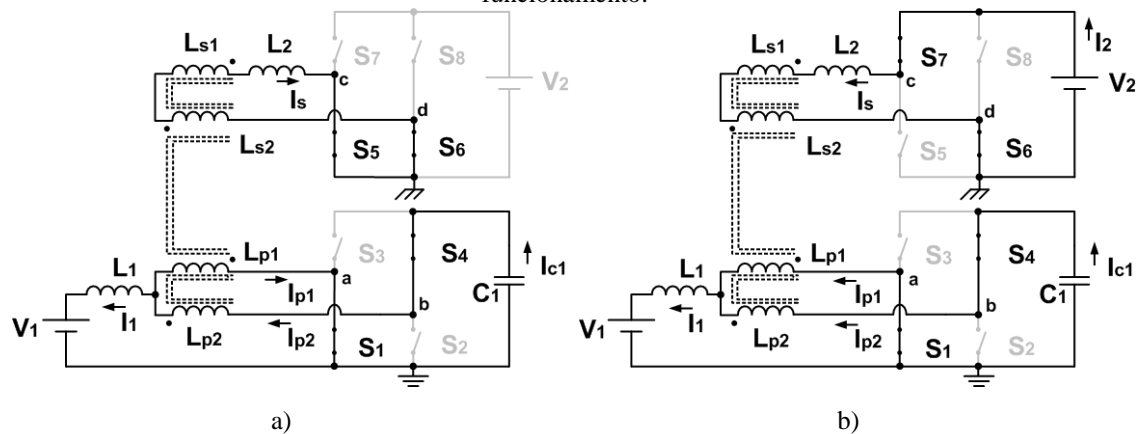 funcionamento.
Ls1 L2 S7 S8 V2
c
Is
d
Ls2 S5 S6
S3
Lp1 S4
L1 a C1 Ic1
Ip1
b
V1 I1
Lp2 Ip2 S1 S2
a)
Ls1 L2 S7 S8 I2 V2
c
Is
d
Ls2 S5 S6
S3
Lp1 S4
L1 a C1 Ic1
Ip1
b
V1 I1
Lp2 Ip2 S1 S2
b)